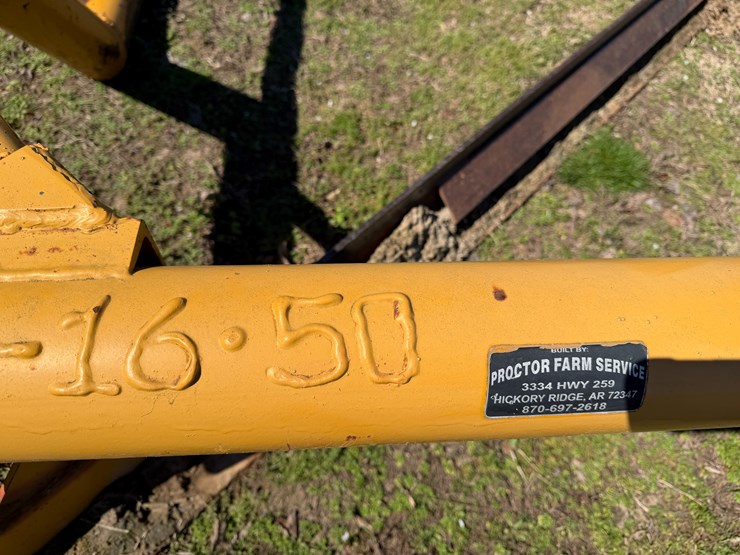 -16.50
BUILT BY:
PROCTOR FARM SERVICE
3334 HWY 259
HICKORY RIDGE, AR 72347
870-697-2618